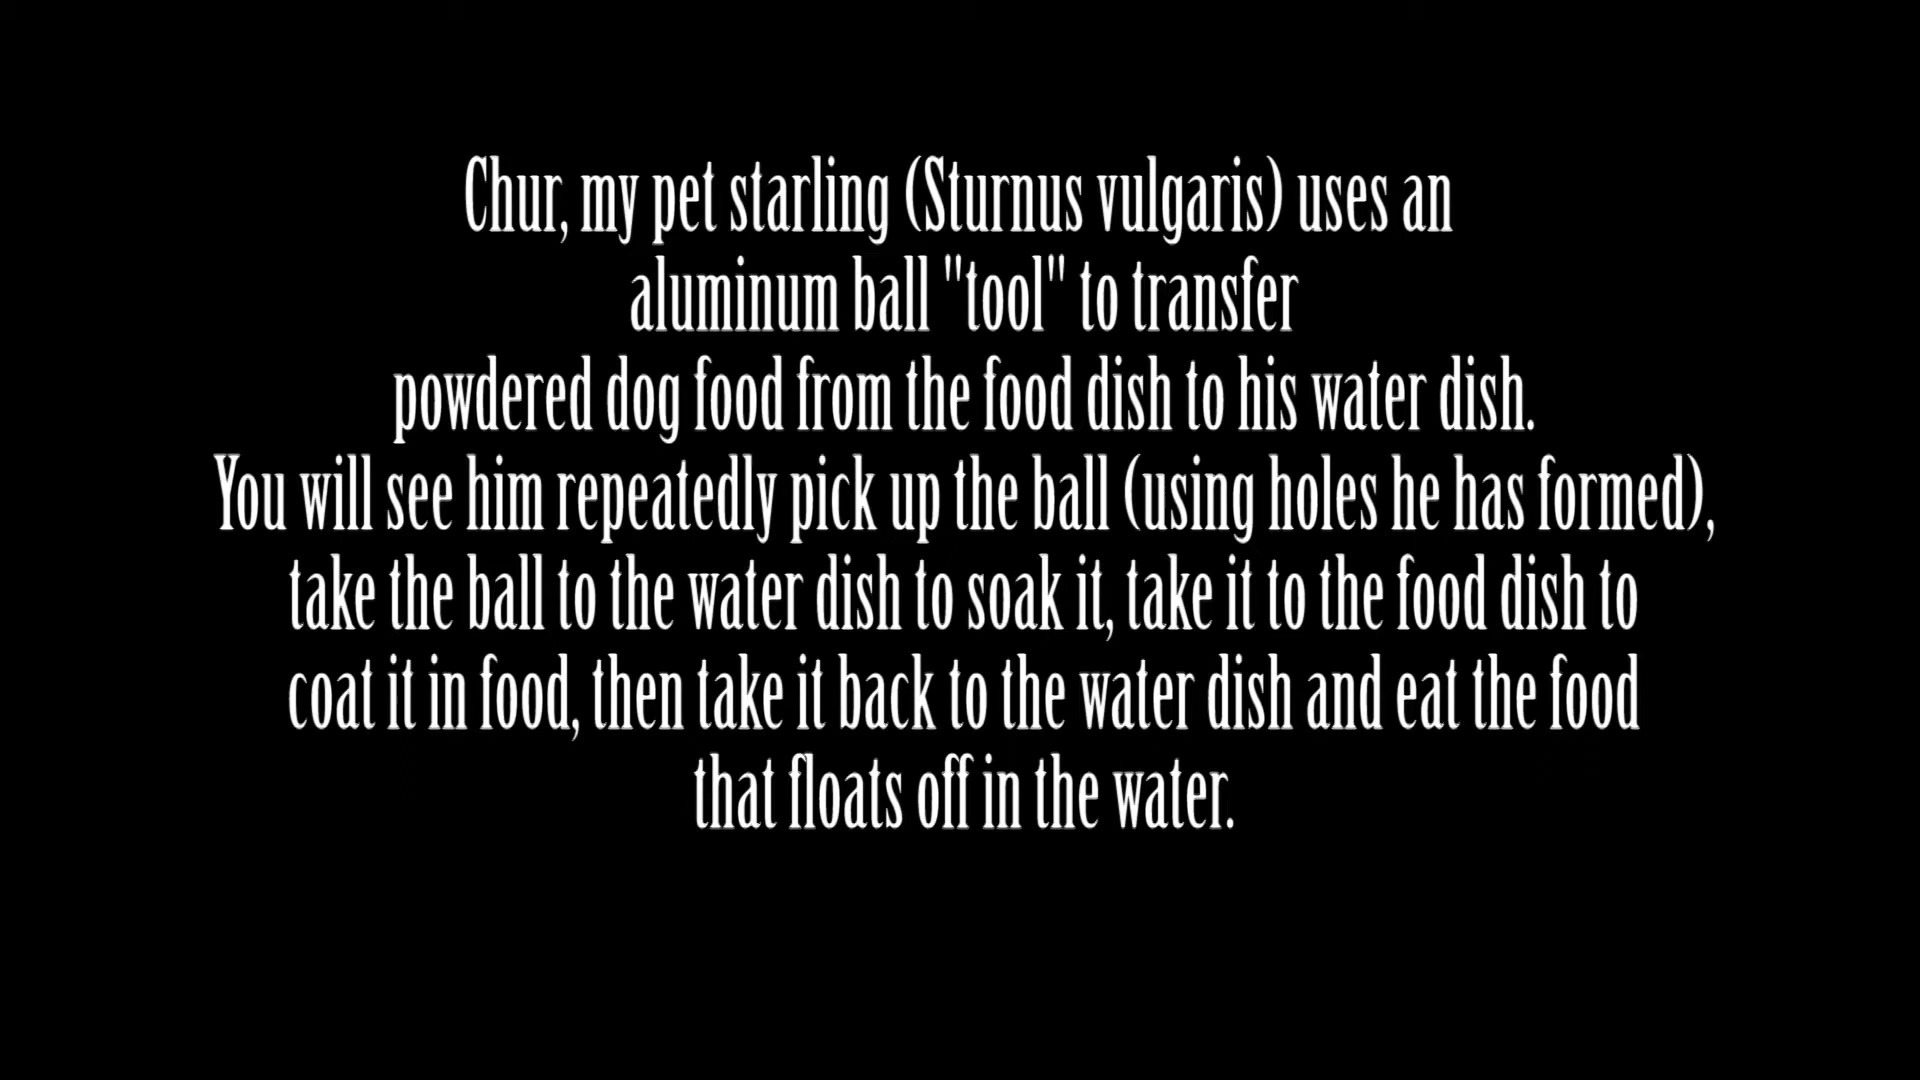 Chur, my pet starling (Sturnus vulgaris) uses an
aluminum ball "tool" to transfer
powdered dog food from the food dish to his water dish.
You will see him repeatedly pick up the ball (using holes he has formed),
take the ball to the water dish to soak it, take it to the food dish to
coat it in food, then take it back to the water dish and eat the food
that floats off in the water.